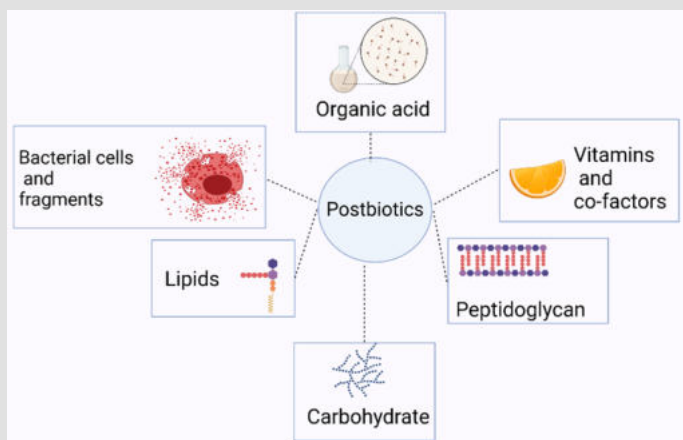 Organic acid
Bacterial cells
and
fragments
Vitamins
and
co-factors
Postbiotics
Lipids
Peptidoglycan
Carbohydrate